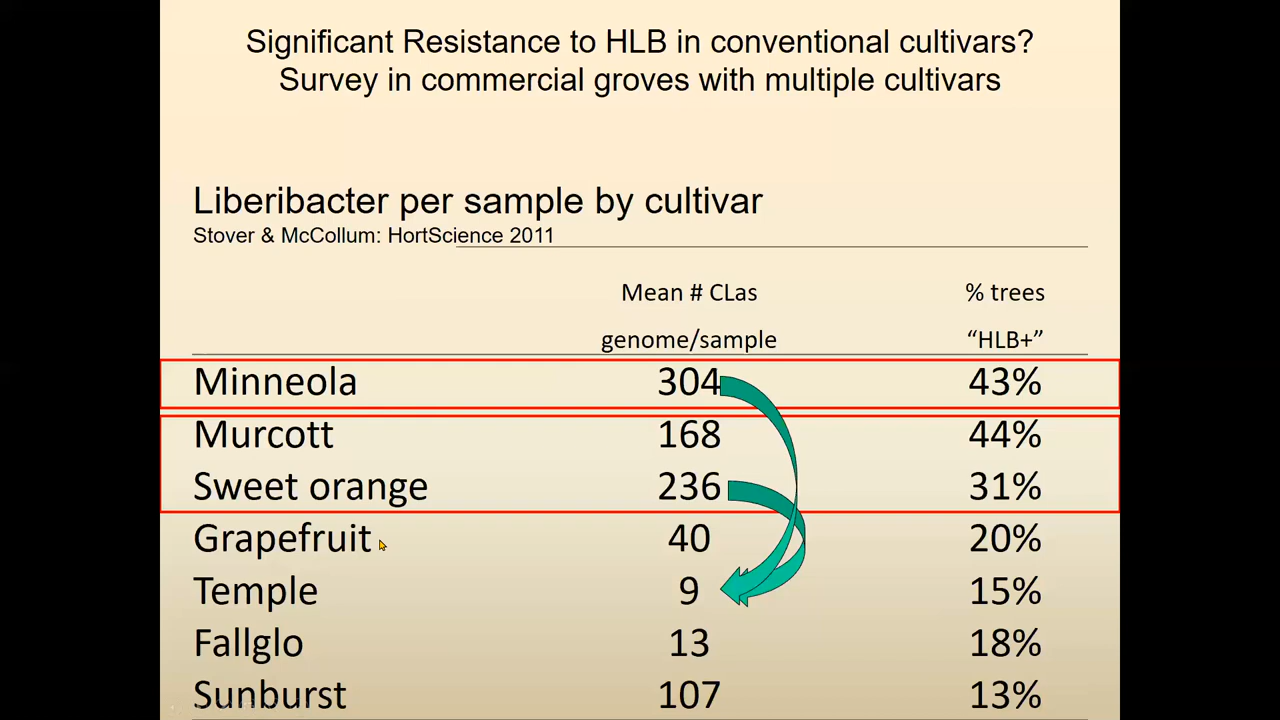 Significant Resistance to HLB in conventional cultivars?
Survey in commercial groves with multiple cultivars
Liberibacter per sample by cultivar
Stover & McCollum: HortScience 2011
Mean # CLas % trees
genome/sample “HLB+”
Minneola 304 43%
Murcott 168 44%
Sweet orange 236 31%
Grapefruit 40 20%
Temple 9 15%
Fallglo 13 18%
Sunburst 107 13%